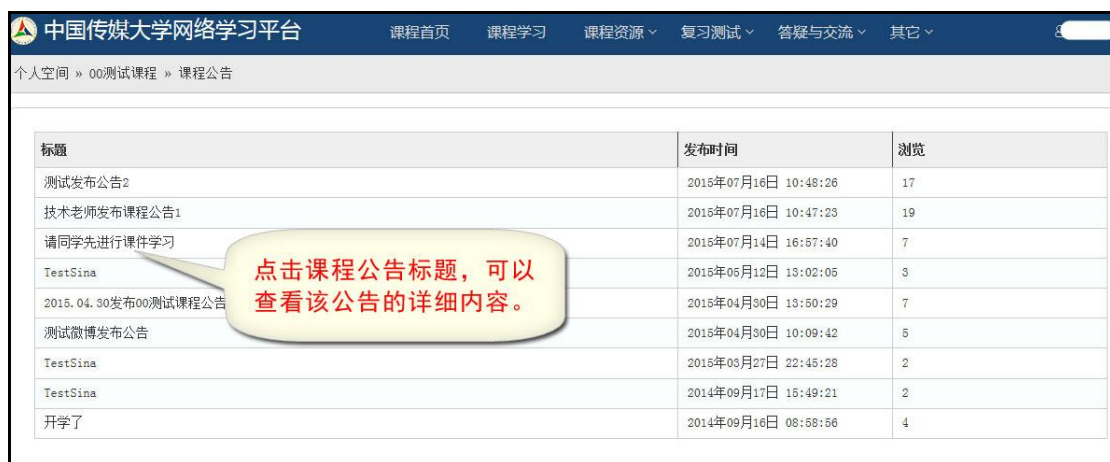 中国传媒大学网络学习平台 课程首页 课程学习 课程资源 复习测试 答疑与交流 其它
个人空间 » 00测试课程 » 课程公告
标题 发布时间 浏览
测试发布公告2 2015年07月16日 10:48:26 17
技术老师发布课程公告1 2015年07月16日 10:47:23 19
请同学先进行课件学习 2015年07月14日 16:57:40 7
TestSina 2015年05月12日 13:02:05 3
2015.04.30发布00测试课程公告 2015年04月30日 13:50:29 7
测试微博发布公告 2015年04月30日 10:09:42 5
TestSina 2015年03月27日 22:45:28 2
TestSina 2014年09月17日 15:49:21 2
开学了 2014年09月16日 08:58:56 4
点击课程公告标题，可以
查看该公告的详细内容。